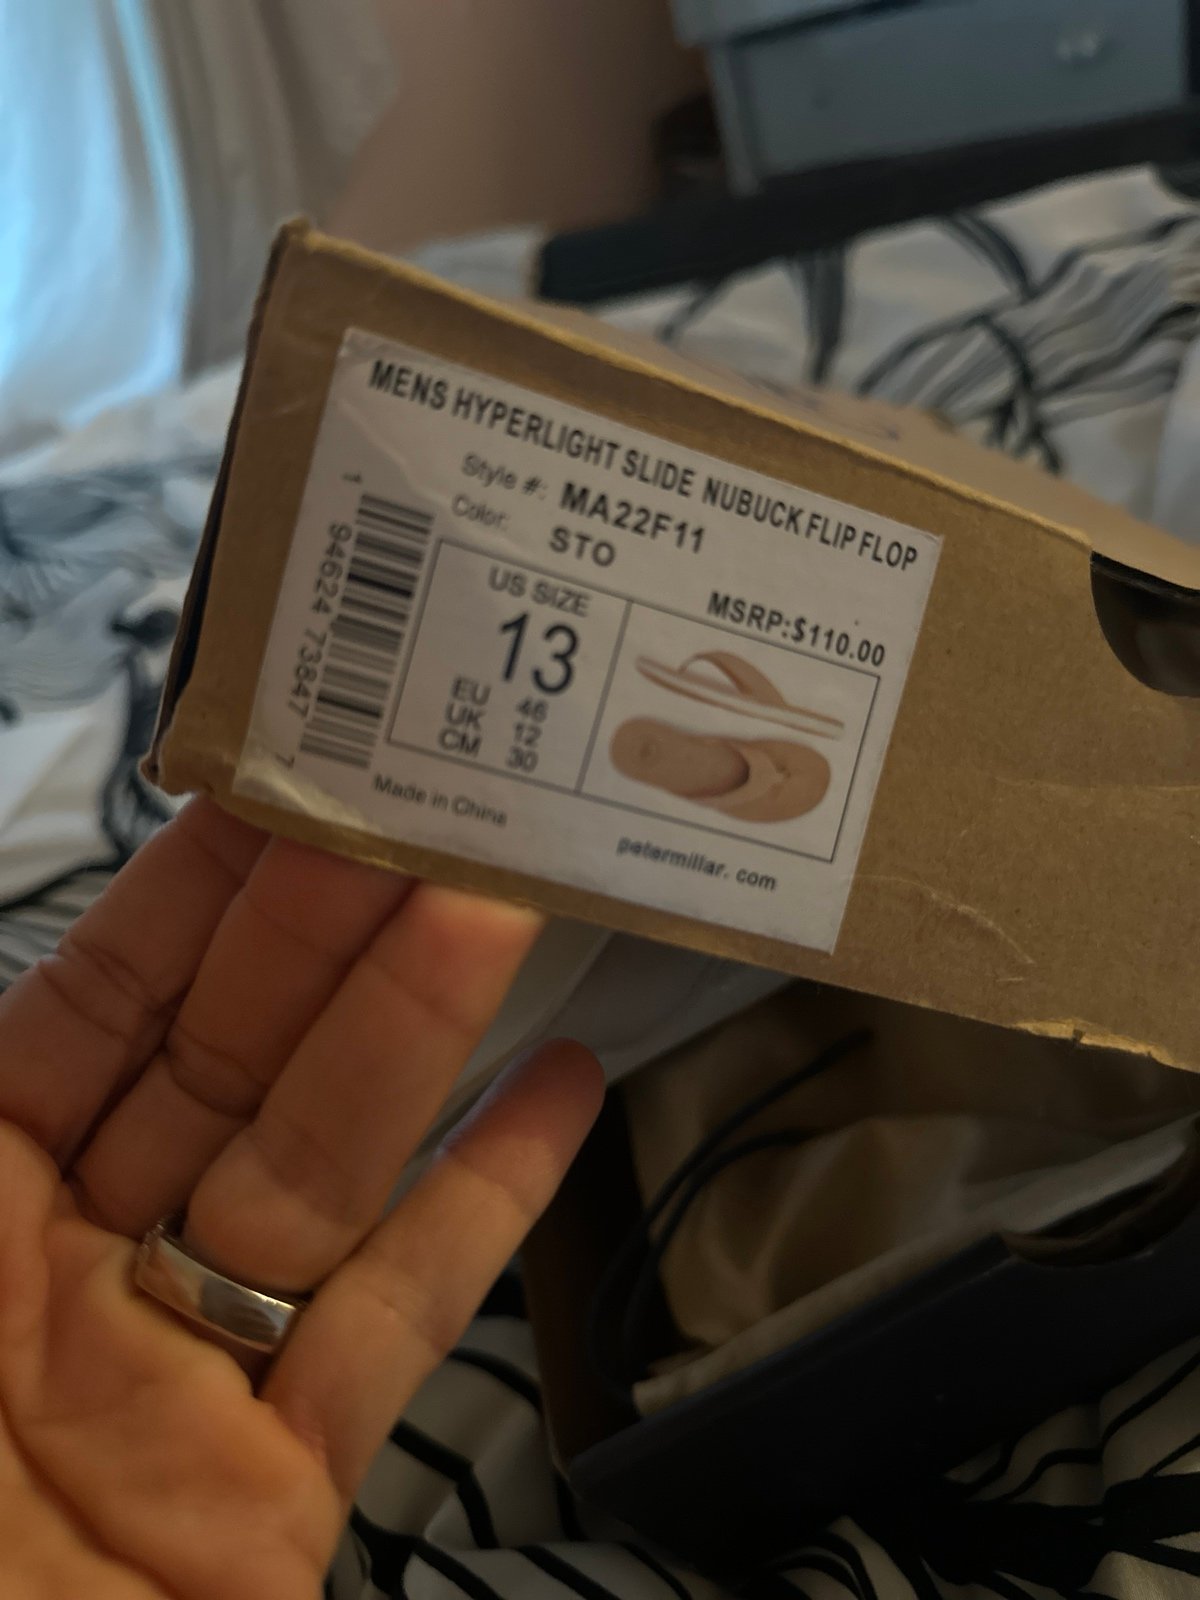 MENS HYPERLIGHT SLIDE NUBUCK FLIP FLOP
Style #: MA22F11
Color: STO
MSRP:$110.00
US SIZE
13
EU 46
UK 12
CM 30
1 94624 73847 7
Made in China
petermillar. com